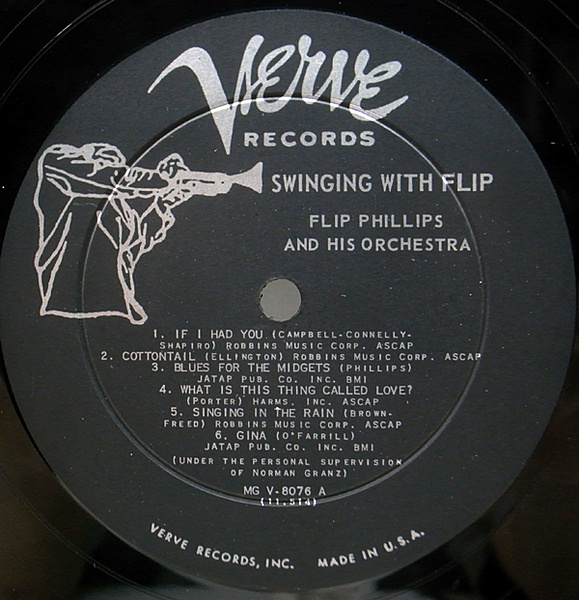 Verve
RECORDS
SWINGING WITH FLIP
FLIP PHILLIPS
AND HIS ORCHESTRA
1. IF I HAD YOU (CAMPBELL-CONNELLY-
SHAPIRO) ROBBINS MUSIC CORP. ASCAP
2. COTTONTAIL (ELLINGTON) ROBBINS MUSIC CORP. ASCAP
3. BLUES FOR THE MIDGETS (PHILLIPS)
JATAP PUB. CO. INC. BMI
4. WHAT IS THIS THING CALLED LOVE?
(PORTER) HARMS, INC. ASCAP
5. SINGING IN THE RAIN (BROWN-
FREED) ROBBINS MUSIC CORP. ASCAP
6. GINA (O'FARRILL)
JATAP PUB. CO. INC. BMI
(UNDER THE PERSONAL SUPERVISION
OF NORMAN GRANZ)
MG V-8076 A
(11,514)
VERVE RECORDS, INC. MADE IN U.S.A.